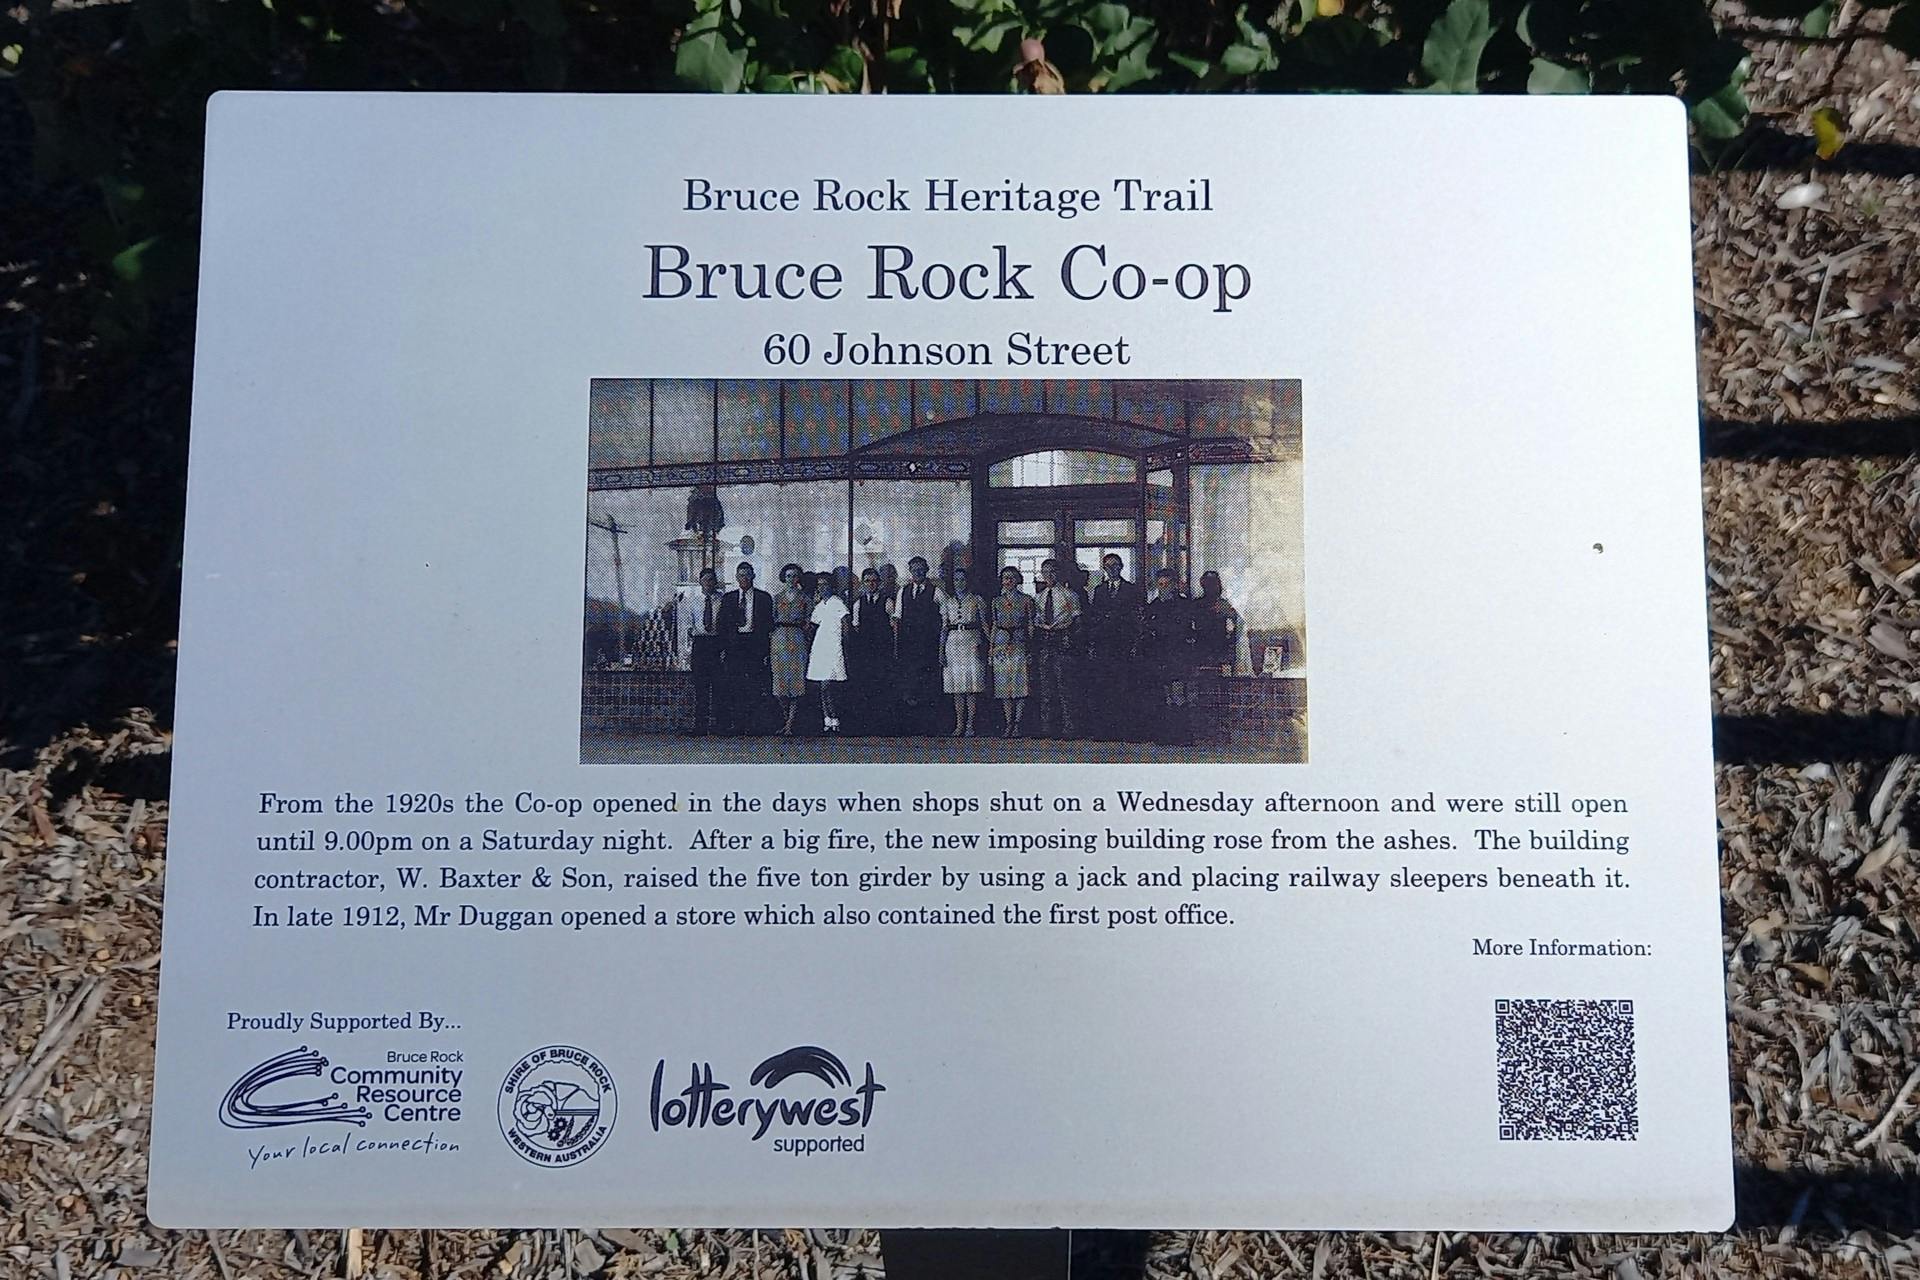 Bruce Rock Heritage Trail
Bruce Rock Co-op
60 Johnson Street
From the 1920s the Co-op opened in the days when shops shut on a Wednesday afternoon and were still open
until 9.00pm on a Saturday night. After a big fire, the new imposing building rose from the ashes. The building
contractor, W. Baxter & Son, raised the five ton girder by using a jack and placing railway sleepers beneath it.
In late 1912, Mr Duggan opened a store which also contained the first post office.
More Information:
Proudly Supported By...
Bruce Rock
Community
Resource
Centre
Your local connection
SHIRE OF BRUCE ROCK
WESTERN AUSTRALIA
lotterywest
supported